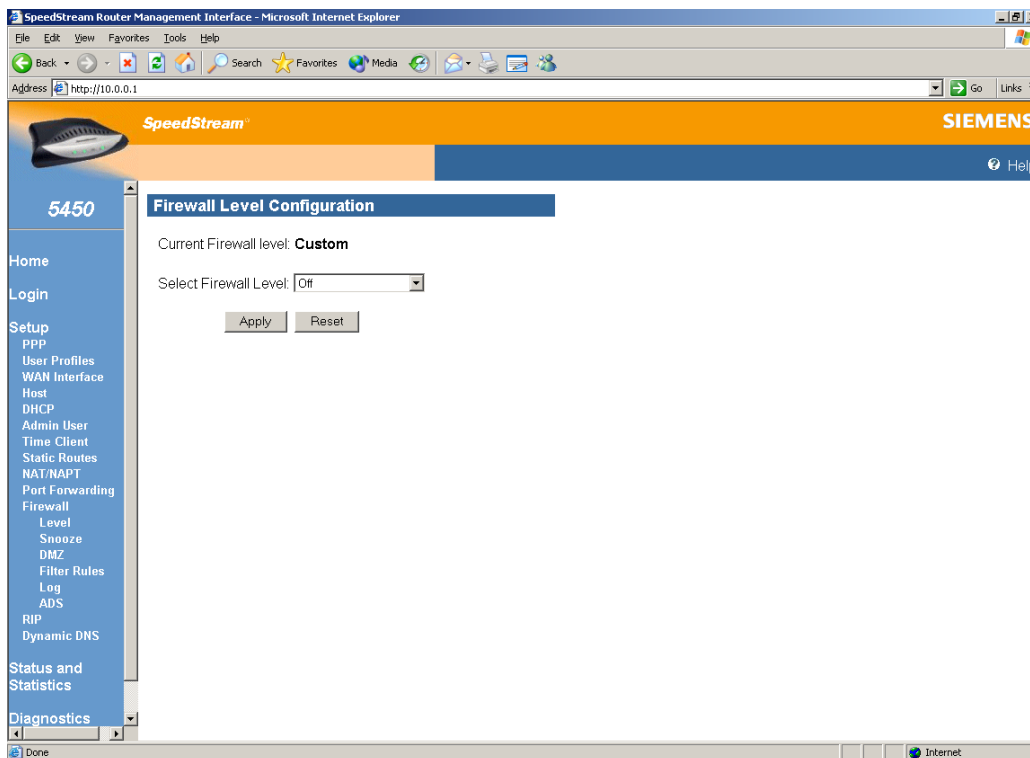 SpeedStream Router Management Interface - Microsoft Internet Explorer
File Edit View Favorites Tools Help
Back Search Favorites Media
Address http://10.0.0.1 Go Links
SpeedStream® SIEMENS
Help
5450
Home
Login
Setup
PPP
User Profiles
WAN Interface
Host
DHCP
Admin User
Time Client
Static Routes
NAT/NAPT
Port Forwarding
Firewall
Level
Snooze
DMZ
Filter Rules
Log
ADS
RIP
Dynamic DNS
Status and
Statistics
Diagnostics
Firewall Level Configuration
Current Firewall level: Custom
Select Firewall Level: Off
Apply Reset
Done Internet